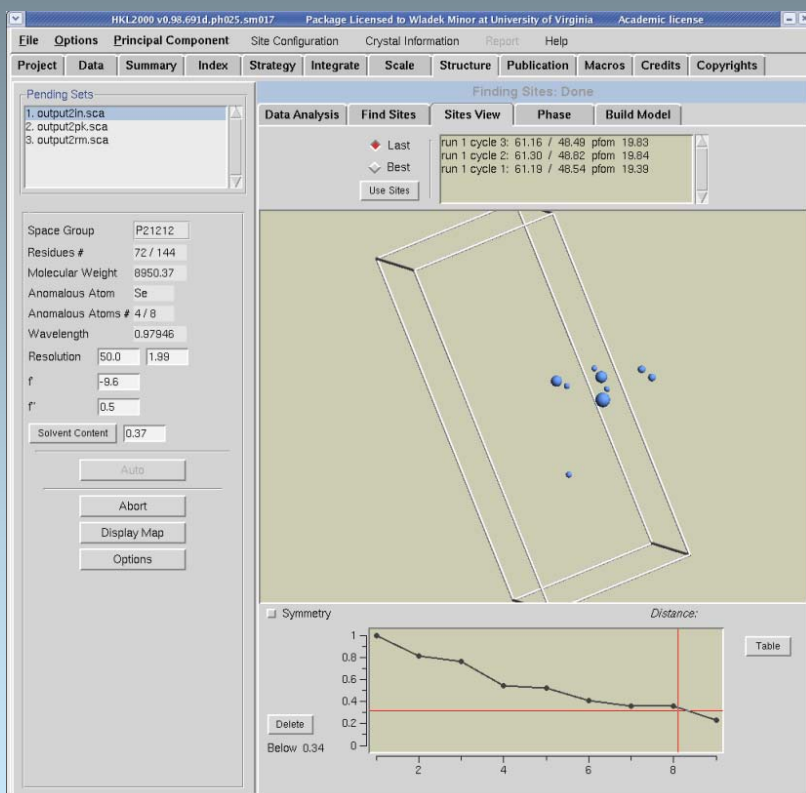 HKL2000 v0.98.691d.ph025.sm017 Package Licensed to Wladek Minor at University of Virginia Academic license
File Options Principal Component Site Configuration Crystal Information Report Help
Project Data Summary Index Strategy Integrate Scale Structure Publication Macros Credits Copyrights
Pending Sets
1. output2in.sca
2. output2pk.sca
3. output2rm.sca
Finding Sites: Done
Data Analysis Find Sites Sites View Phase Build Model
Last
Best
Use Sites
run 1 cycle 3: 61.16 / 48.49 pfom 19.83
run 1 cycle 2: 61.30 / 48.82 pfom 19.84
run 1 cycle 1: 61.19 / 48.54 pfom 19.39
Space Group P21212
Residues # 72 / 144
Molecular Weight 8950.37
Anomalous Atom Se
Anomalous Atoms # 4 / 8
Wavelength 0.97946
Resolution 50.0 1.99
f' -9.6
f" 0.5
Solvent Content 0.37
Auto
Abort
Display Map
Options
Symmetry Distance:
1
0.8
0.6
0.4
0.2
0
2 4 6 8
Delete
Below 0.34
Table